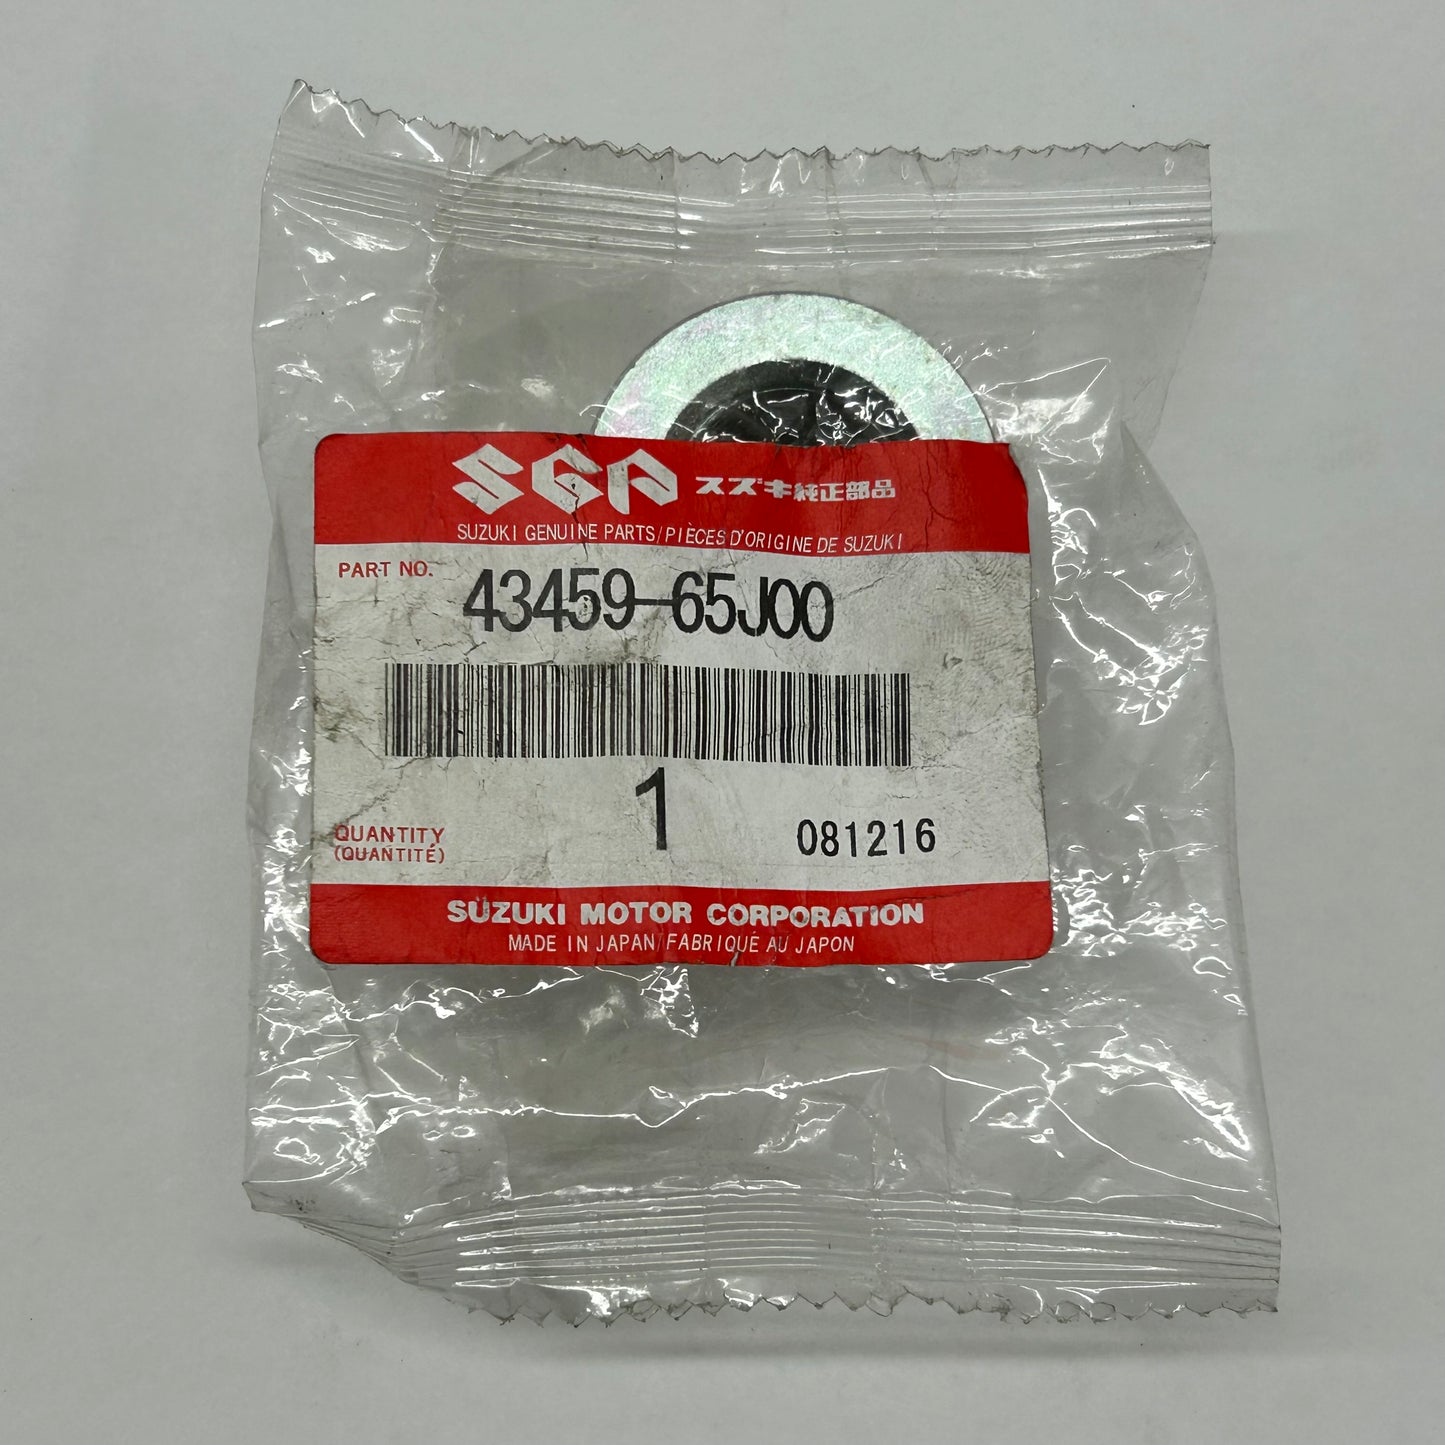 SGP スズキ純正部品
SUZUKI GENUINE PARTS/PIÈCES D'ORIGINE DE SUZUKI
PART NO. 43459-65J00
1
QUANTITY
(QUANTITÉ)
081216
SUZUKI MOTOR CORPORATION
MADE IN JAPAN/FABRIQUÉ AU JAPON